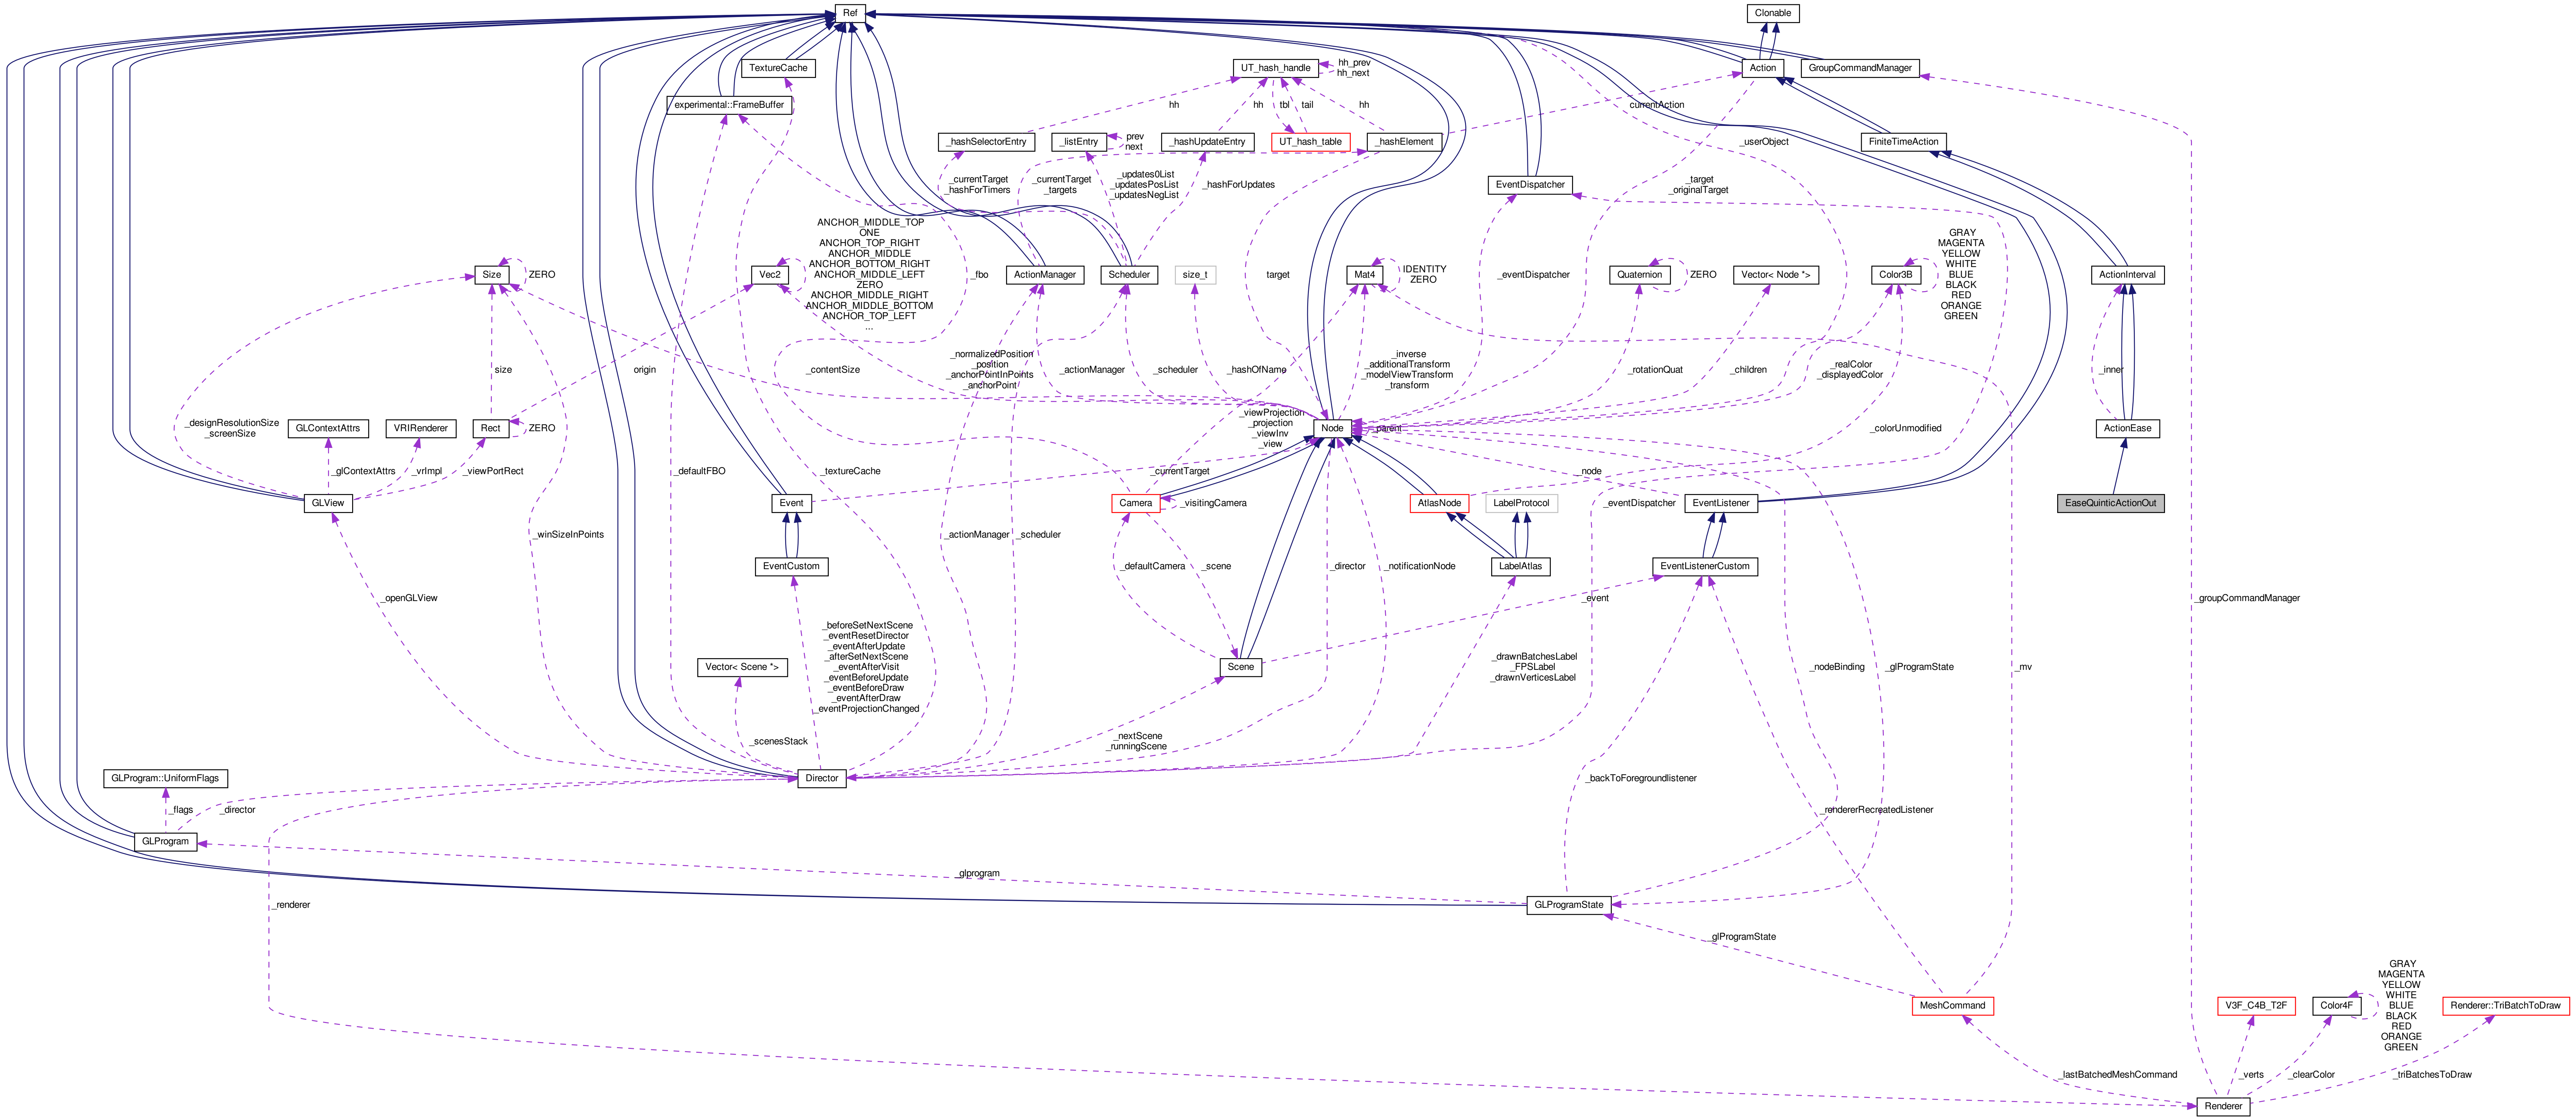 Ref
Clonable
TextureCache
UT_hash_handle
hh_prev
hh_next
Action
GroupCommandManager
experimental::FrameBuffer
hh
hh
tbl
tail
hh
currentAction
_hashSelectorEntry
_listEntry
prev
next
_hashUpdateEntry
UT_hash_table
_hashElement
_userObject
FiniteTimeAction
_currentTarget
_hashForTimers
_currentTarget
_targets
_updates0List
_updatesPosList
_updatesNegList
_hashForUpdates
EventDispatcher
_target
_originalTarget
ANCHOR_MIDDLE_TOP
ONE
ANCHOR_TOP_RIGHT
ANCHOR_MIDDLE
ANCHOR_BOTTOM_RIGHT
ANCHOR_MIDDLE_LEFT
ZERO
ANCHOR_MIDDLE_RIGHT
ANCHOR_MIDDLE_BOTTOM
ANCHOR_TOP_LEFT
...
GRAY
MAGENTA
YELLOW
WHITE
BLUE
BLACK
RED
ORANGE
GREEN
Size
ZERO
Vec2
_fbo
ActionManager
Scheduler
size_t
target
Mat4
IDENTITY
ZERO
_eventDispatcher
Quaternion
ZERO
Vector< Node *>
Color3B
ActionInterval
size
origin
_contentSize
_normalizedPosition
_position
_anchorPointInPoints
_anchorPoint
_actionManager
_scheduler
_hashOfName
_inverse
_additionalTransform
_modelViewTransform
_transform
_rotationQuat
_children
_realColor
_displayedColor
_inner
_designResolutionSize
_screenSize
GLContextAttrs
VRIRenderer
Rect
ZERO
_viewProjection
_projection
_viewInv
_view
Node
_parent
_colorUnmodified
ActionEase
_glContextAttrs
_vrImpl
_viewPortRect
_defaultFBO
_textureCache
_currentTarget
_node
GLView
Event
Camera
_visitingCamera
AtlasNode
LabelProtocol
_eventDispatcher
EventListener
EaseQuinticActionOut
_winSizeInPoints
_actionManager
_scheduler
EventCustom
_defaultCamera
_scene
_director
_notificationNode
LabelAtlas
EventListenerCustom
_openGLView
_event
_groupCommandManager
_beforeSetNextScene
_eventResetDirector
_eventAfterUpdate
_afterSetNextScene
_eventAfterVisit
_eventBeforeUpdate
_eventBeforeDraw
_eventAfterDraw
_eventProjectionChanged
Vector< Scene *>
Scene
_drawnBatchesLabel
_FPSLabel
_drawnVerticesLabel
_nodeBinding
_glProgramState
_mv
_scenesStack
_nextScene
_runningScene
GLProgram::UniformFlags
Director
_backToForegroundlistener
_flags
_director
_rendererRecreatedListener
GLProgram
_glprogram
_renderer
GLProgramState
_glProgramState
GRAY
MAGENTA
YELLOW
WHITE
BLUE
BLACK
RED
ORANGE
GREEN
MeshCommand
V3F_C4B_T2F
Color4F
Renderer::TriBatchToDraw
_lastBatchedMeshCommand
_verts
_clearColor
_triBatchesToDraw
Renderer